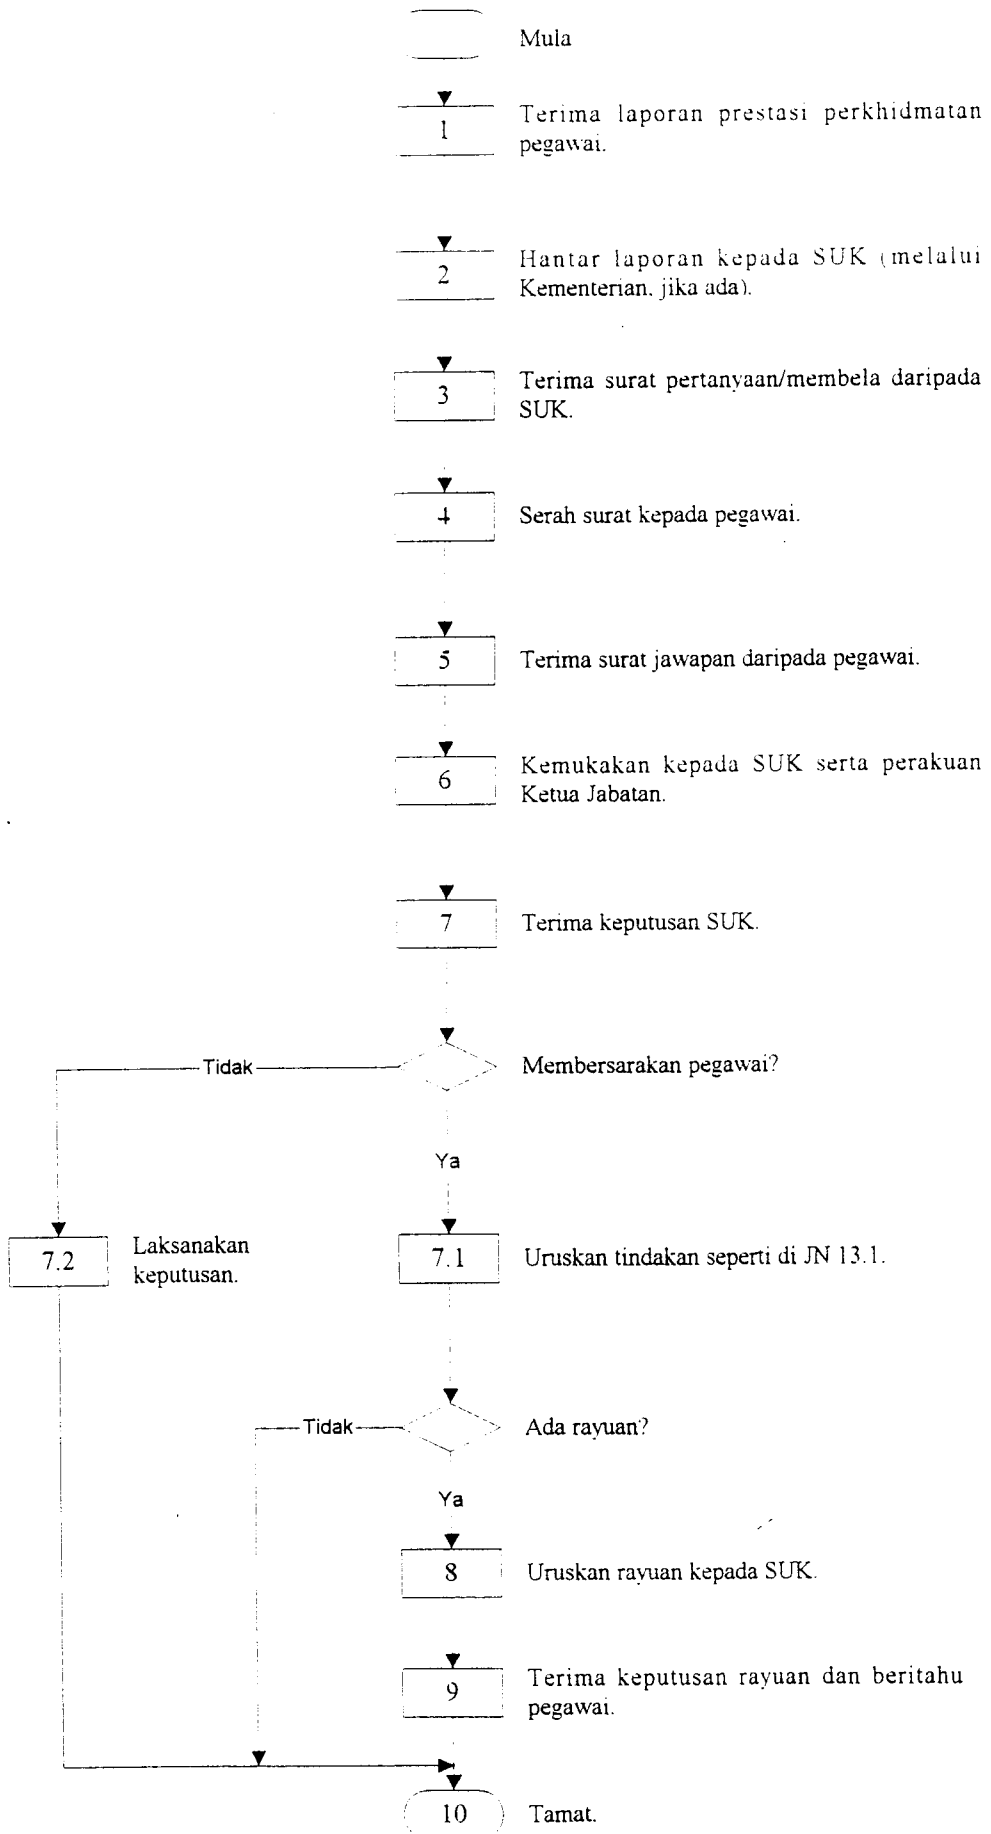 Mula
1
Terima laporan prestasi perkhidmatan
pegawai.
2
Hantar laporan kepada SUK (melalui
Kementerian, jika ada).
3
Terima surat pertanyaan/membela daripada
SUK.
4
Serah surat kepada pegawai.
5
Terima surat jawapan daripada pegawai.
6
Kemukakan kepada SUK serta perakuan
Ketua Jabatan.
7
Terima keputusan SUK.
Tidak
Membersarakan pegawai?
Ya
7.2
Laksanakan
keputusan.
7.1
Uruskan tindakan seperti di JN 13.1.
Tidak
Ada rayuan?
Ya
8
Uruskan rayuan kepada SUK.
9
Terima keputusan rayuan dan beritahu
pegawai.
10
Tamat.